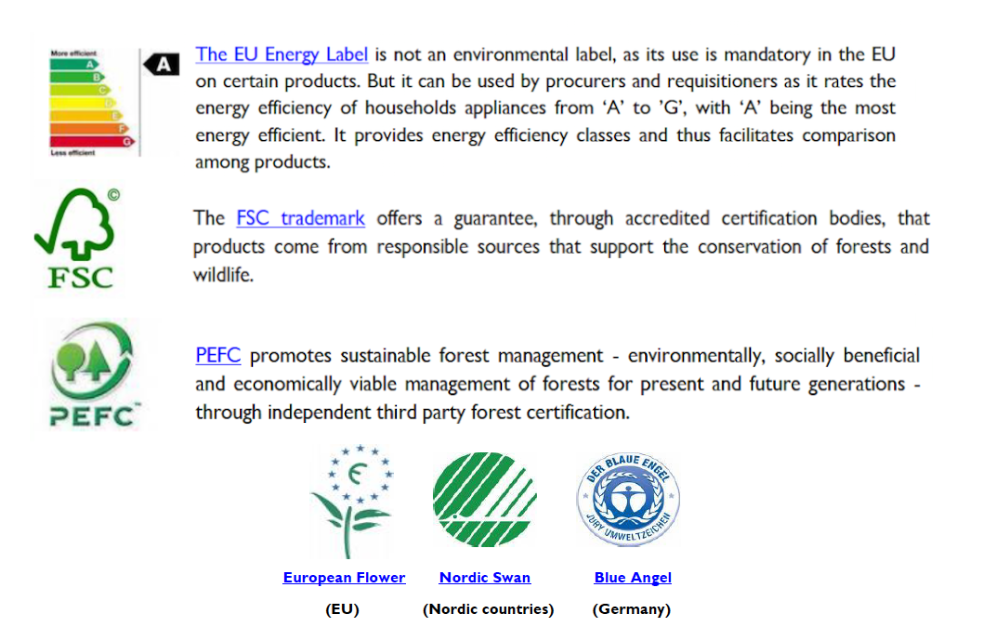 More efficient
A
B
C
D
E
F
G
Less efficient
A
The EU Energy Label is not an environmental label, as its use is mandatory in the EU
on certain products. But it can be used by procurers and requisitioners as it rates the
energy efficiency of households appliances from ‘A’ to ’G’, with ‘A’ being the most
energy efficient. It provides energy efficiency classes and thus facilitates comparison
among products.
©
FSC
The FSC trademark offers a guarantee, through accredited certification bodies, that
products come from responsible sources that support the conservation of forests and
wildlife.
PEFC™
PEFC promotes sustainable forest management - environmentally, socially beneficial
and economically viable management of forests for present and future generations -
through independent third party forest certification.
€
DER BLAUE ENGEL
JURY UMWELTZEICHEN
European Flower Nordic Swan Blue Angel
(EU) (Nordic countries) (Germany)